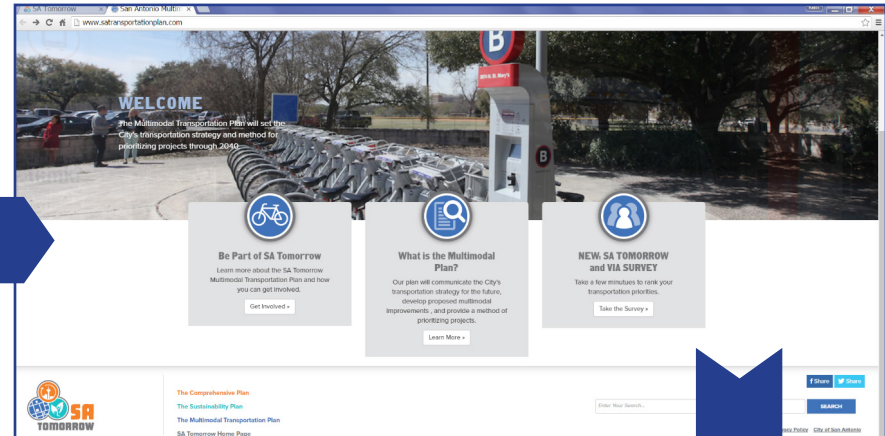 SA Tomorrow
San Antonio Multim
www.satransportationplan.com
B
B
WELCOME
The Multimodal Transportation Plan will set the
City's transportation strategy and method for
prioritizing projects through 2040.
Be Part of SA Tomorrow
Learn more about the SA Tomorrow
Multimodal Transportation Plan and how
you can get involved.
Get Involved »
What is the Multimodal
Plan?
Our plan will communicate the City's
transportation strategy for the future,
develop proposed multimodal
improvements , and provide a method of
prioritizing projects.
Learn More »
NEW: SA TOMORROW
and VIA SURVEY
Take a few minutues to rank your
transportation priorities.
Take the Survey »
f Share
Share
SA
TOMORROW
The Comprehensive Plan
The Sustainability Plan
The Multimodal Transportation Plan
SA Tomorrow Home Page
Enter Your Search...
SEARCH
Policy
City of San Antonio